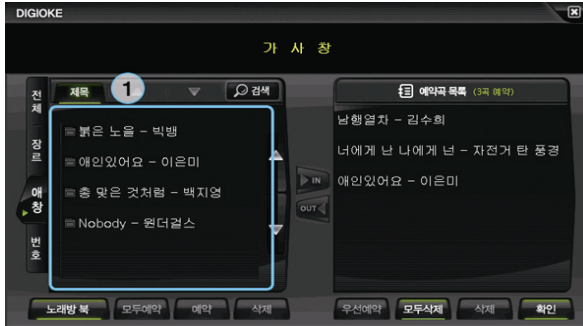 DIGIOKE
가 사 창
전체
장르
애창
번호
제목
1
검색
붉은 노을 – 빅뱅
애인있어요 – 이은미
총 맞은 것처럼 – 백지영
Nobody – 원더걸스
IN
OUT
예약곡 목록 (3곡 예약)
남행열차 – 김수희
너에게 난 나에게 넌 – 자전거 탄 풍경
애인있어요 – 이은미
노래방 북
모두예약
예약
삭제
우선예약
모두삭제
삭제
확인